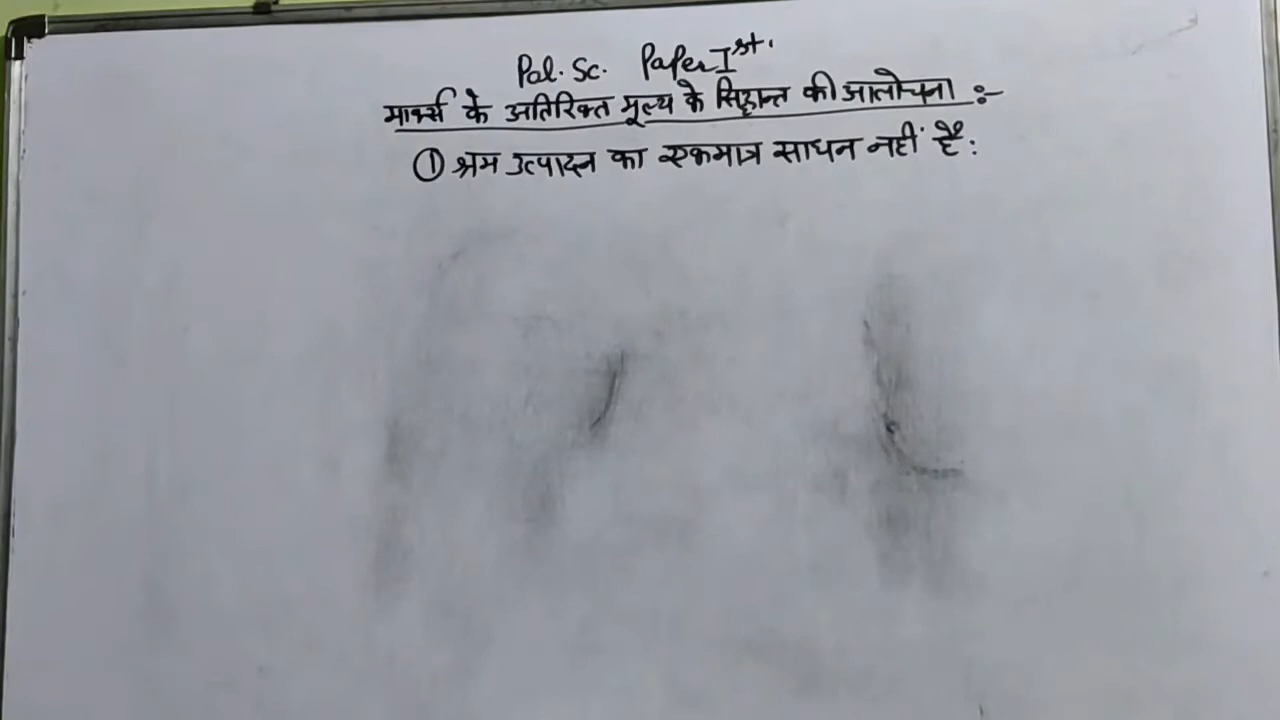 Pol. Sc. Paper Ist.
मार्क्स के अतिरिक्त मूल्य के सिद्धान्त की आलोचना :-
① श्रम उत्पादन का एकमात्र साधन नहीं है :